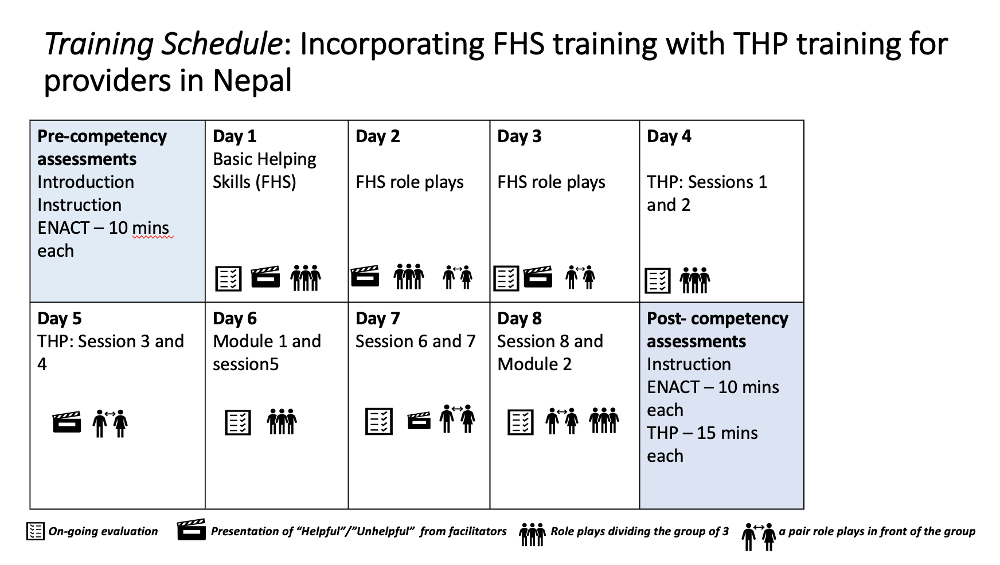 Training Schedule: Incorporating FHS training with THP training for
providers in Nepal
Pre-competency
assessments
Introduction
Instruction
ENACT – 10 mins
each
Day 1
Basic Helping
Skills (FHS)
Day 2
FHS role plays
Day 3
FHS role plays
Day 4
THP: Sessions 1
and 2
Day 5
THP: Session 3 and
4
Day 6
Module 1 and
session5
Day 7
Session 6 and 7
Day 8
Session 8 and
Module 2
Post- competency
assessments
Instruction
ENACT – 10 mins
each
THP – 15 mins
each
On-going evaluation
Presentation of “Helpful”/”Unhelpful” from facilitators
Role plays dividing the group of 3
a pair role plays in front of the group